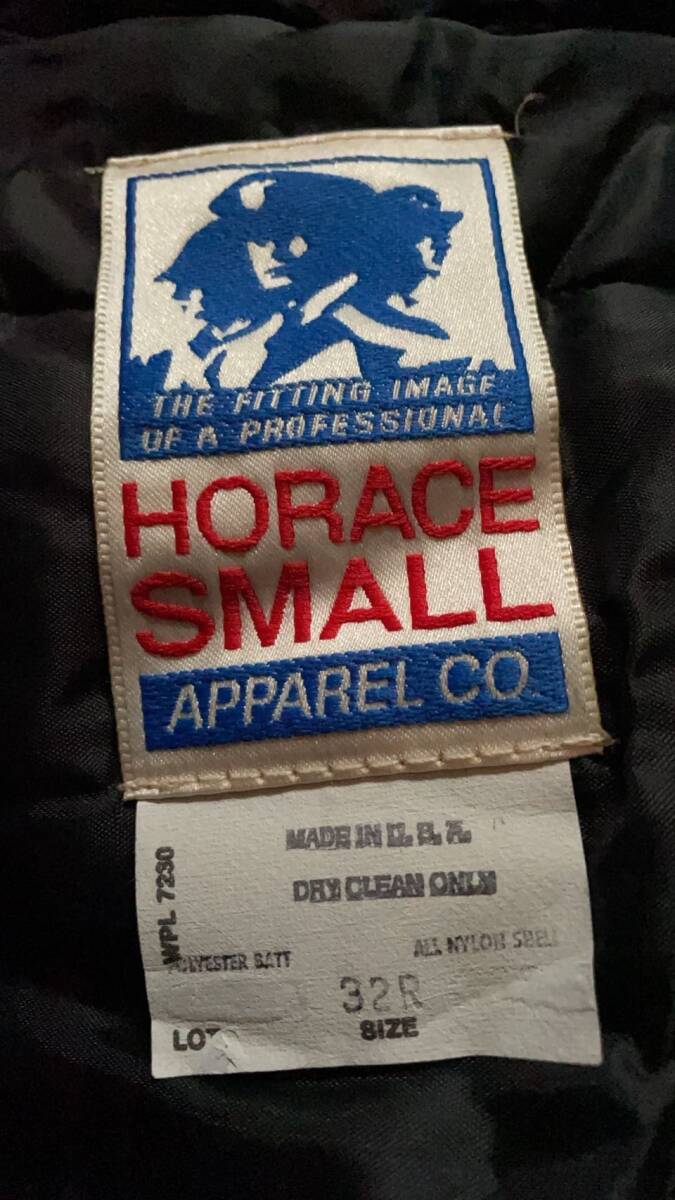 THE FITTING IMAGE
OF A PROFESSIONAL
HORACE
SMALL
APPAREL CO
MADE IN U.S.A.
DRY CLEAN ONLY
WPL 7230
POLYESTER BATT
ALL NYLON SHELL
32R
LOT
SIZE